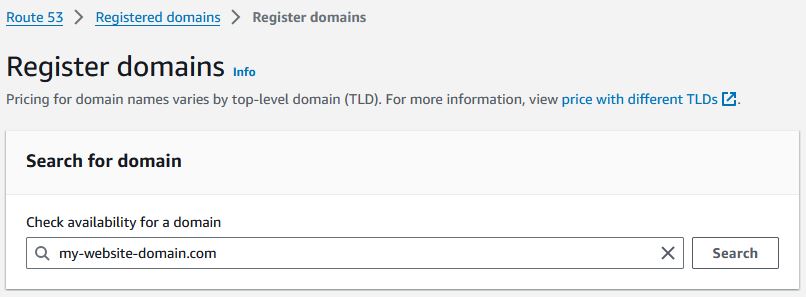 Route 53 > Registered domains > Register domains
Register domains Info
Pricing for domain names varies by top-level domain (TLD). For more information, view price with different TLDs.
Search for domain
Check availability for a domain
my-website-domain.com Search